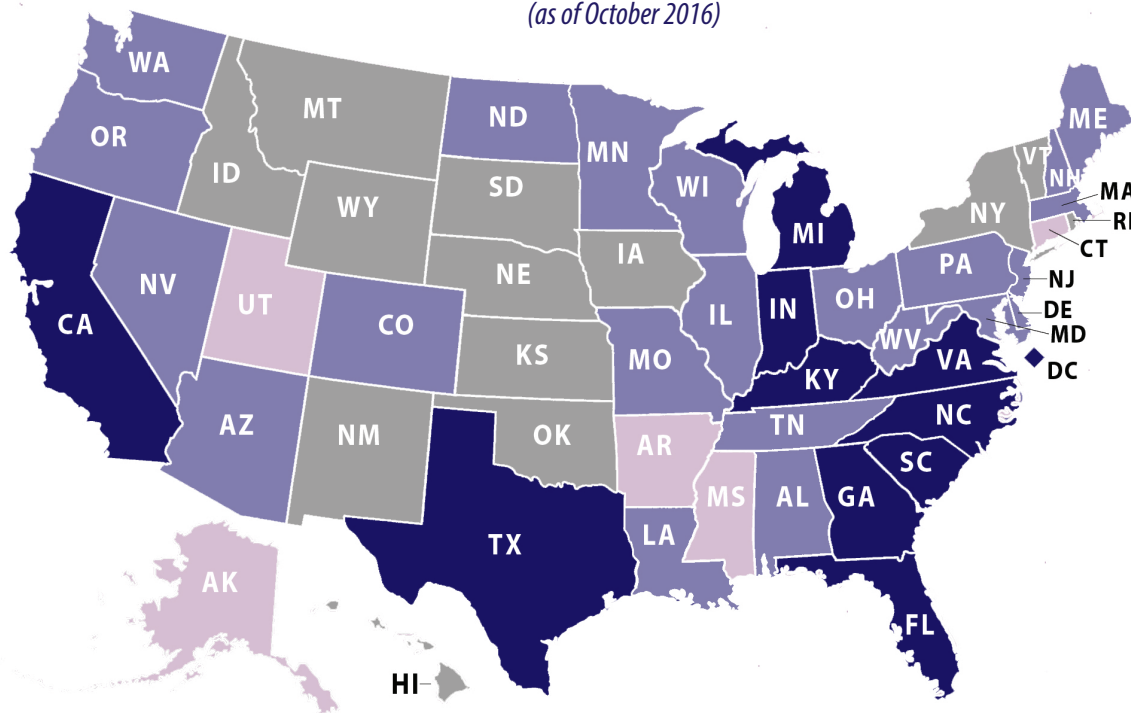 (as of October 2016)
WA
OR
MT
ID
ND
MN
SD
WY
WI
MI
ME
VT
NH
MA
RI
NY
CT
NE
IA
PA
NJ
NV
UT
CO
CA
KS
MO
IL
IN
OH
WV
VA
DE
MD
DC
KY
AZ
NM
OK
AR
TN
NC
SC
MS
AL
GA
LA
TX
AK
FL
HI